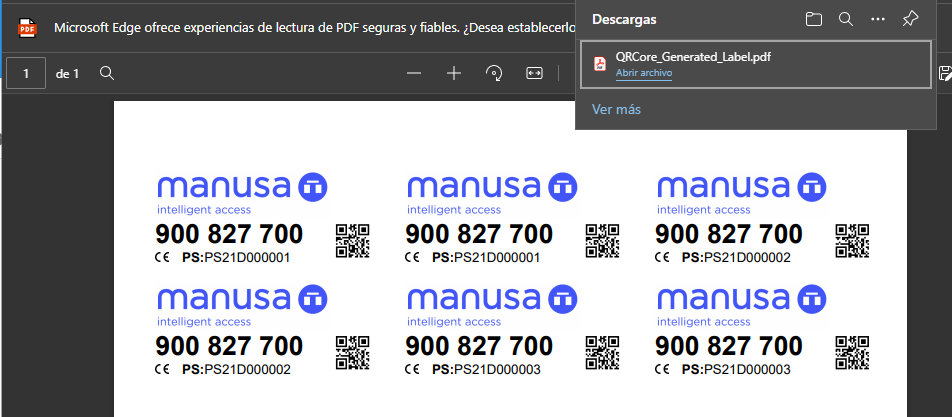 PDF
Microsoft Edge ofrece experiencias de lectura de PDF seguras y fiables. ¿Desea establecerlo
Descargas
QRCore_Generated_Label.pdf
Abrir archivo
Ver más
1 de 1
manusa manusa manusa
intelligent access intelligent access intelligent access
900 827 700 900 827 700 900 827 700
CE PS:PS21D000001 CE PS:PS21D000001 CE PS:PS21D000002
manusa manusa manusa
intelligent access intelligent access intelligent access
900 827 700 900 827 700 900 827 700
CE PS:PS21D000002 CE PS:PS21D000003 CE PS:PS21D000003